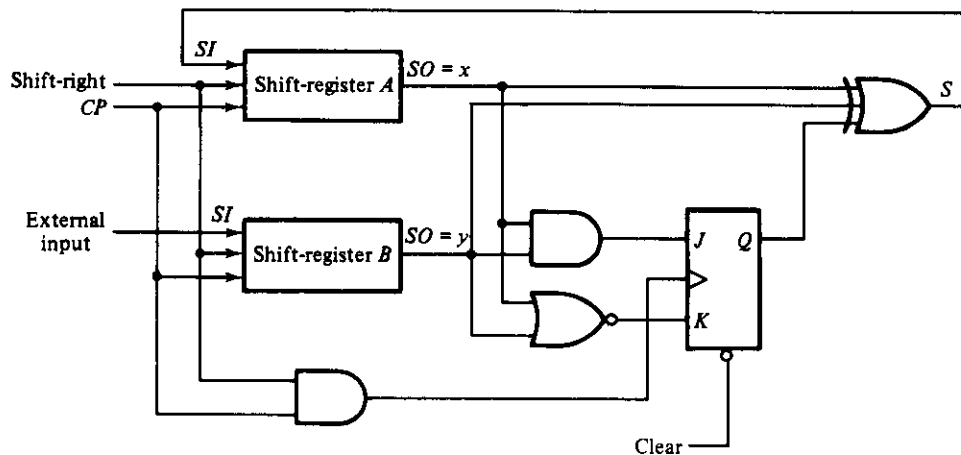 SI
Shift-right
CP
Shift-register A
SO = x
S
External
input
SI
Shift-register B
SO = y
J
Q
K
Clear